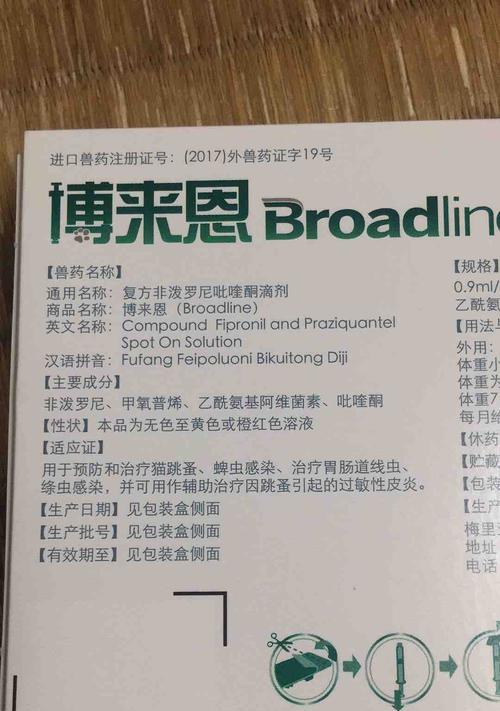 进口兽药注册证号：(2017)外兽药证字19号
博来恩 Broadlin
【兽药名称】
通用名称：复方非泼罗尼吡喹酮滴剂
商品名称：博来恩（Broadline）
英文名称：Compound Fipronil and Praziquantel
Spot On Solution
汉语拼音：Fufang Feipoluoni Bikuitong Diji
【主要成分】
非泼罗尼、甲氧普烯、乙酰氨基阿维菌素、吡喹酮
【性状】本品为无色至黄色或橙红色溶液
【适应证】
用于预防和治疗猫跳蚤、蜱虫感染、治疗胃肠道线虫、
绦虫感染，并可用作辅助治疗因跳蚤引起的过敏性皮炎。
【生产日期】见包装盒侧面
【生产批号】见包装盒侧面
【有效期至】见包装盒侧面
【规格】
0.9ml/
乙酰氨
【用法与
外用：
体重小
体重为
体重7
每月给
【休药
【贮藏
【包装
【生产
梅里
地址
电话